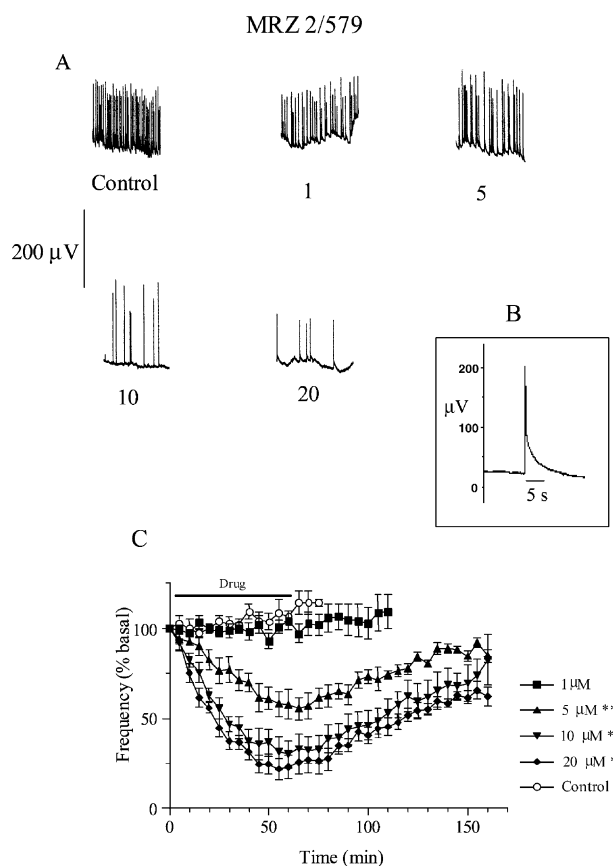 MRZ 2/579
A
Control
1
5
200 µV
10
20
B
200
µV
100
0
5 s
C
Drug
100
50
0
Frequency (% basal)
0
50
100
150
Time (min)
1 µM
5 µM **
10 µM *
20 µM *
Control